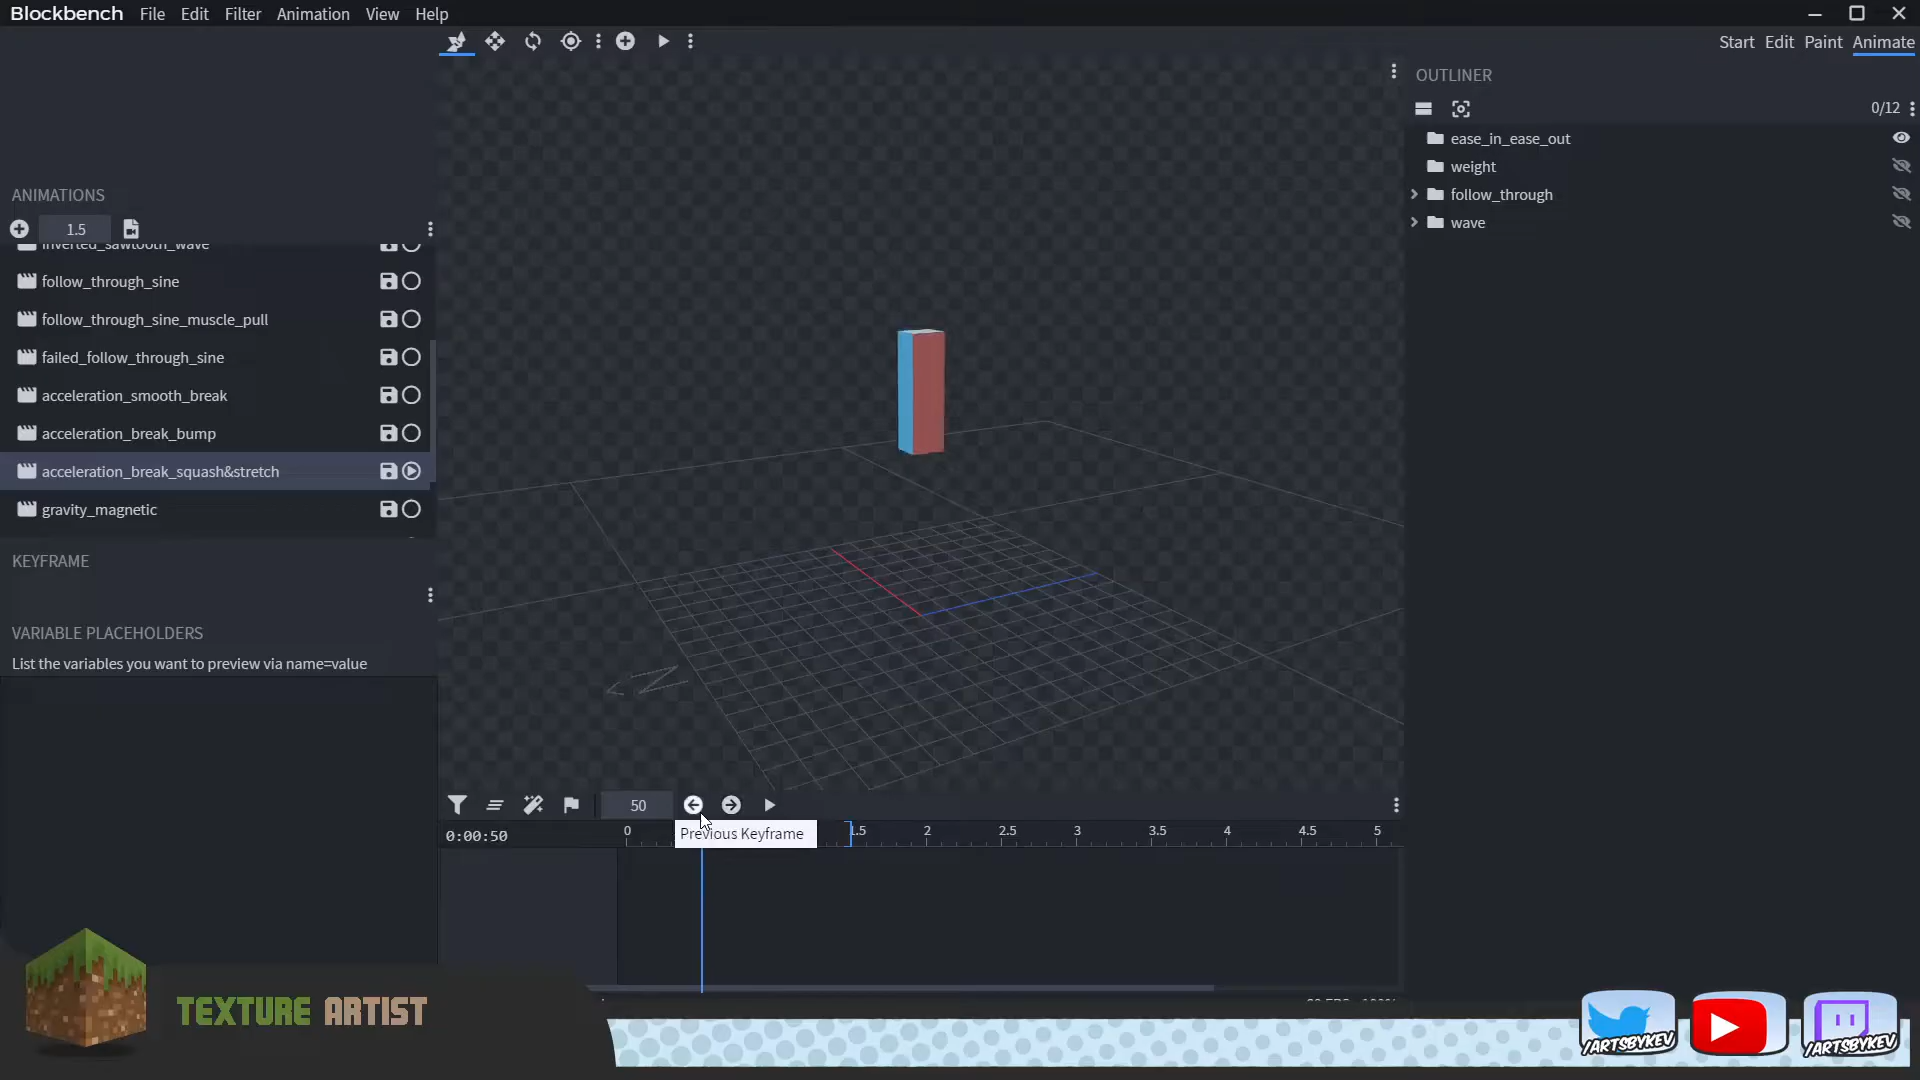 Blockbench File Edit Filter Animation View Help
Start Edit Paint Animate
OUTLINER
0/12
ease_in_ease_out
weight
follow_through
wave
ANIMATIONS
1.5
inverted_sawtooth_wave
follow_through_sine
follow_through_sine_muscle_pull
failed_follow_through_sine
acceleration_smooth_break
acceleration_break_bump
acceleration_break_squash&stretch
gravity_magnetic
KEYFRAME
VARIABLE PLACEHOLDERS
List the variables you want to preview via name=value
50
0:00:50
0 1.5 2 2.5 3 3.5 4 4.5 5
Previous Keyframe
TEXTURE ARTIST
/ARTSBYKEV
/ARTSBYKEV